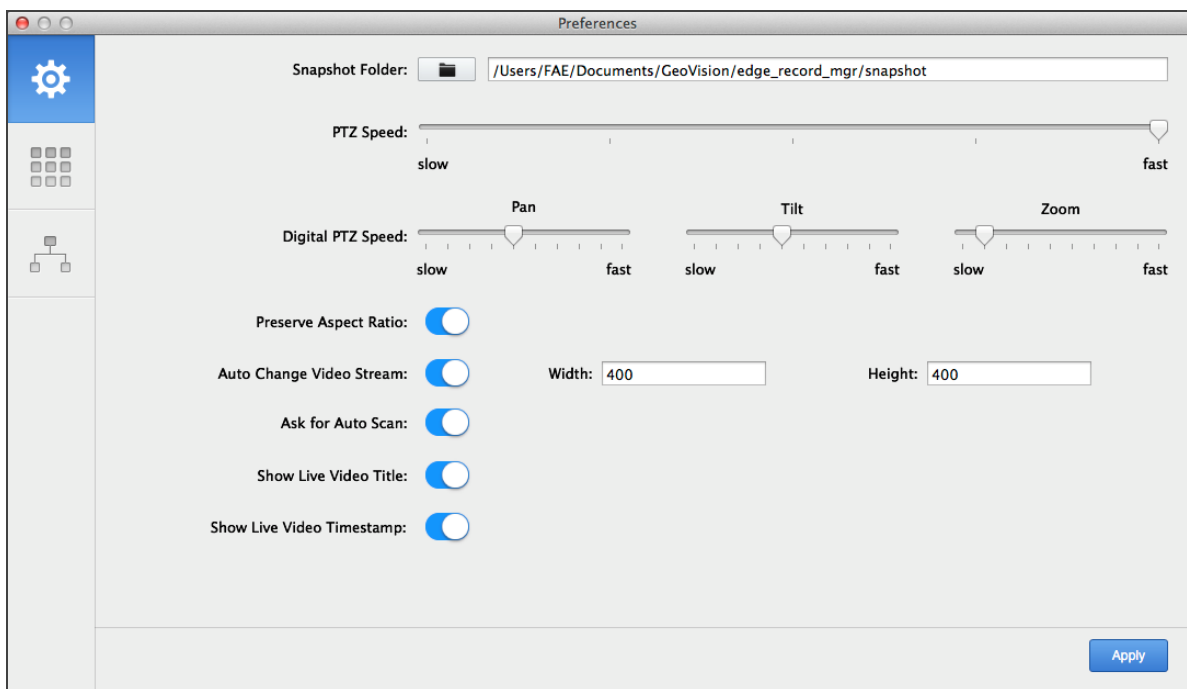 Preferences
Snapshot Folder: /Users/FAE/Documents/GeoVision/edge_record_mgr/snapshot
PTZ Speed:
slow fast
Pan Tilt Zoom
Digital PTZ Speed:
slow fast slow fast slow fast
Preserve Aspect Ratio:
Auto Change Video Stream: Width: 400 Height: 400
Ask for Auto Scan:
Show Live Video Title:
Show Live Video Timestamp:
Apply